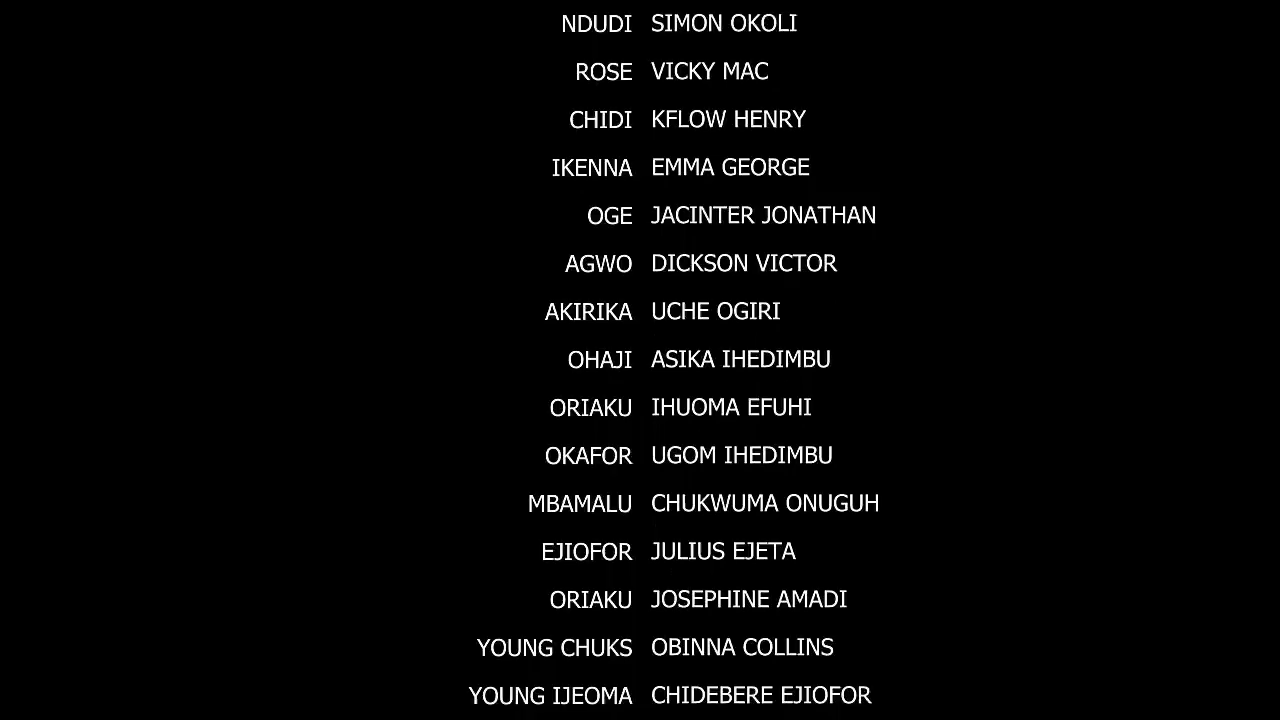 NDUDI SIMON OKOLI
ROSE VICKY MAC
CHIDI KFLOW HENRY
IKENNA EMMA GEORGE
OGE JACINTER JONATHAN
AGWO DICKSON VICTOR
AKIRIKA UCHE OGIRI
OHAJI ASIKA IHEDIMBU
ORIAKU IHUOMA EFUHI
OKAFOR UGOM IHEDIMBU
MBAMALU CHUKWUMA ONUGUH
EJIOFOR JULIUS EJETA
ORIAKU JOSEPHINE AMADI
YOUNG CHUKS OBINNA COLLINS
YOUNG IJEOMA CHIDEBERE EJIOFOR